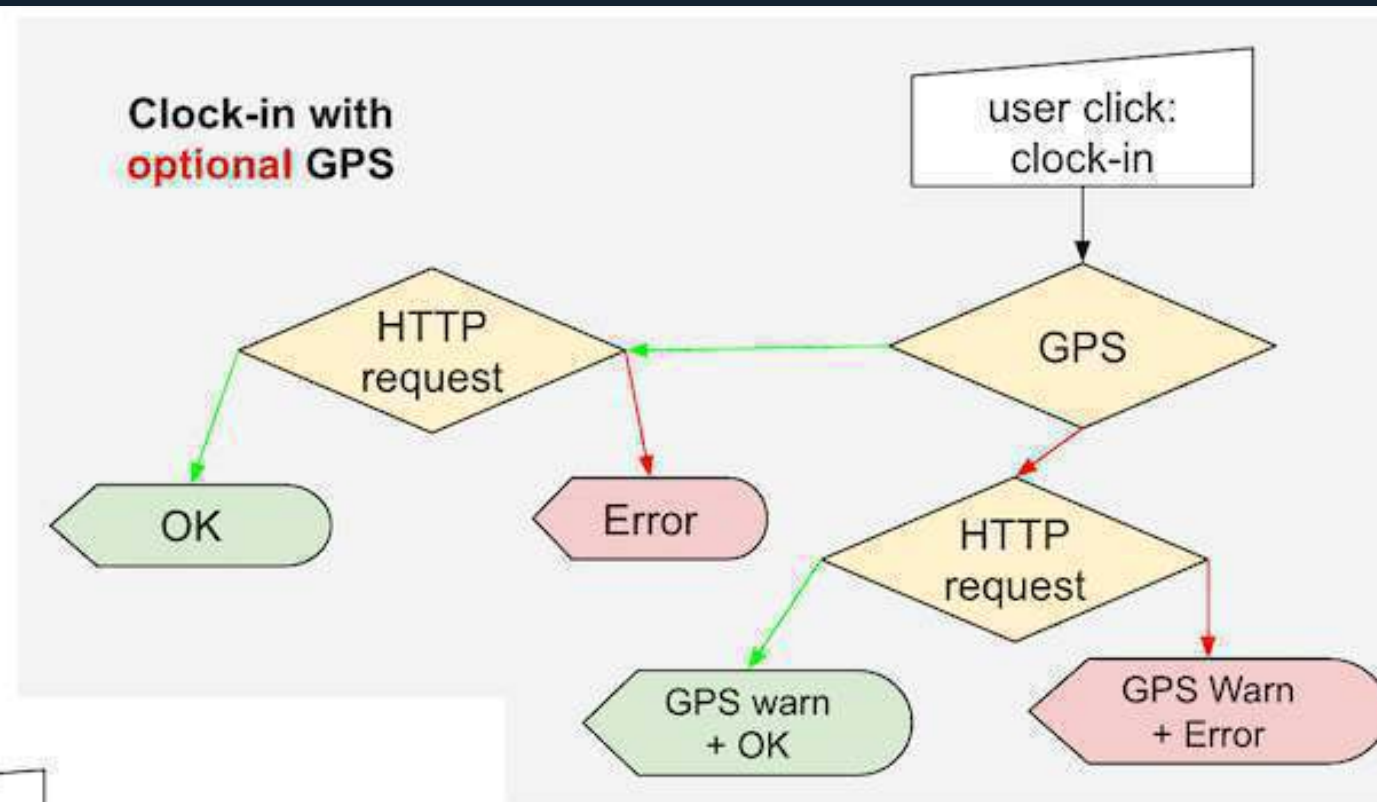 Clock-in with
optional GPS
user click:
clock-in
HTTP
request
GPS
OK
Error
HTTP
request
GPS warn
+ OK
GPS Warn
+ Error